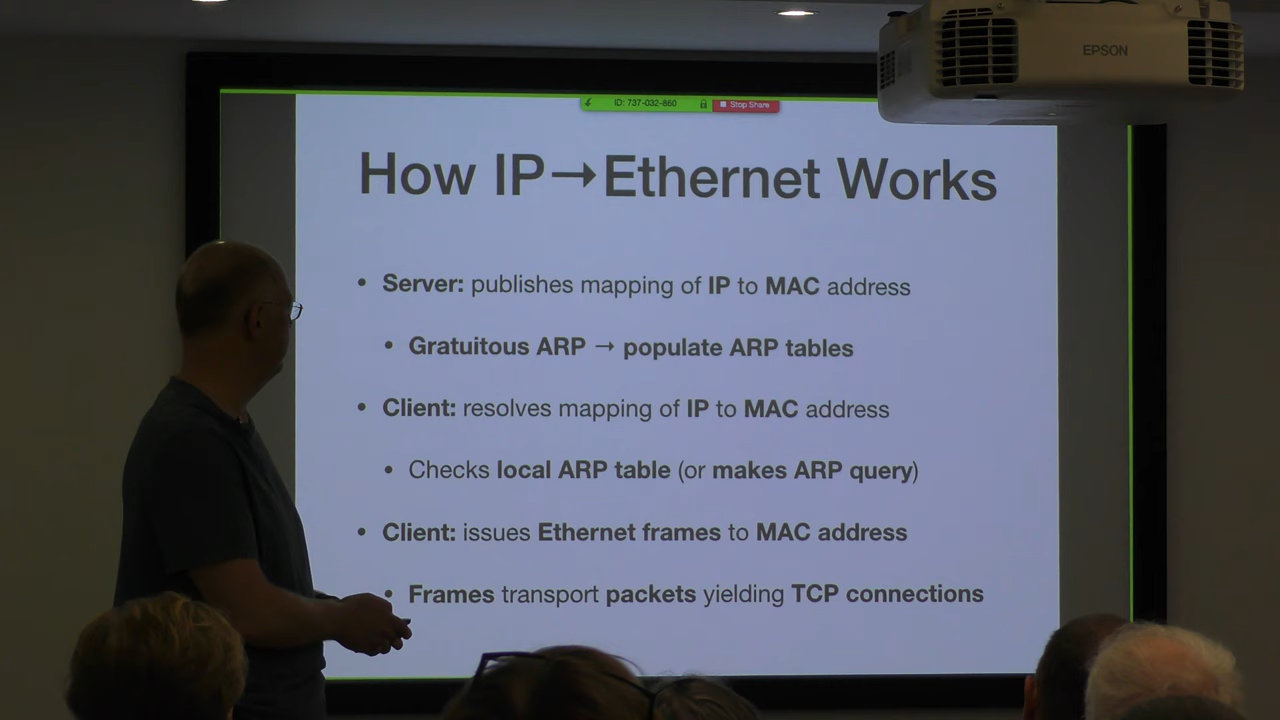 EPSON
ID: 737-032-860 Stop Share
How IP→Ethernet Works
• Server: publishes mapping of IP to MAC address
• Gratuitous ARP → populate ARP tables
• Client: resolves mapping of IP to MAC address
• Checks local ARP table (or makes ARP query)
• Client: issues Ethernet frames to MAC address
• Frames transport packets yielding TCP connections